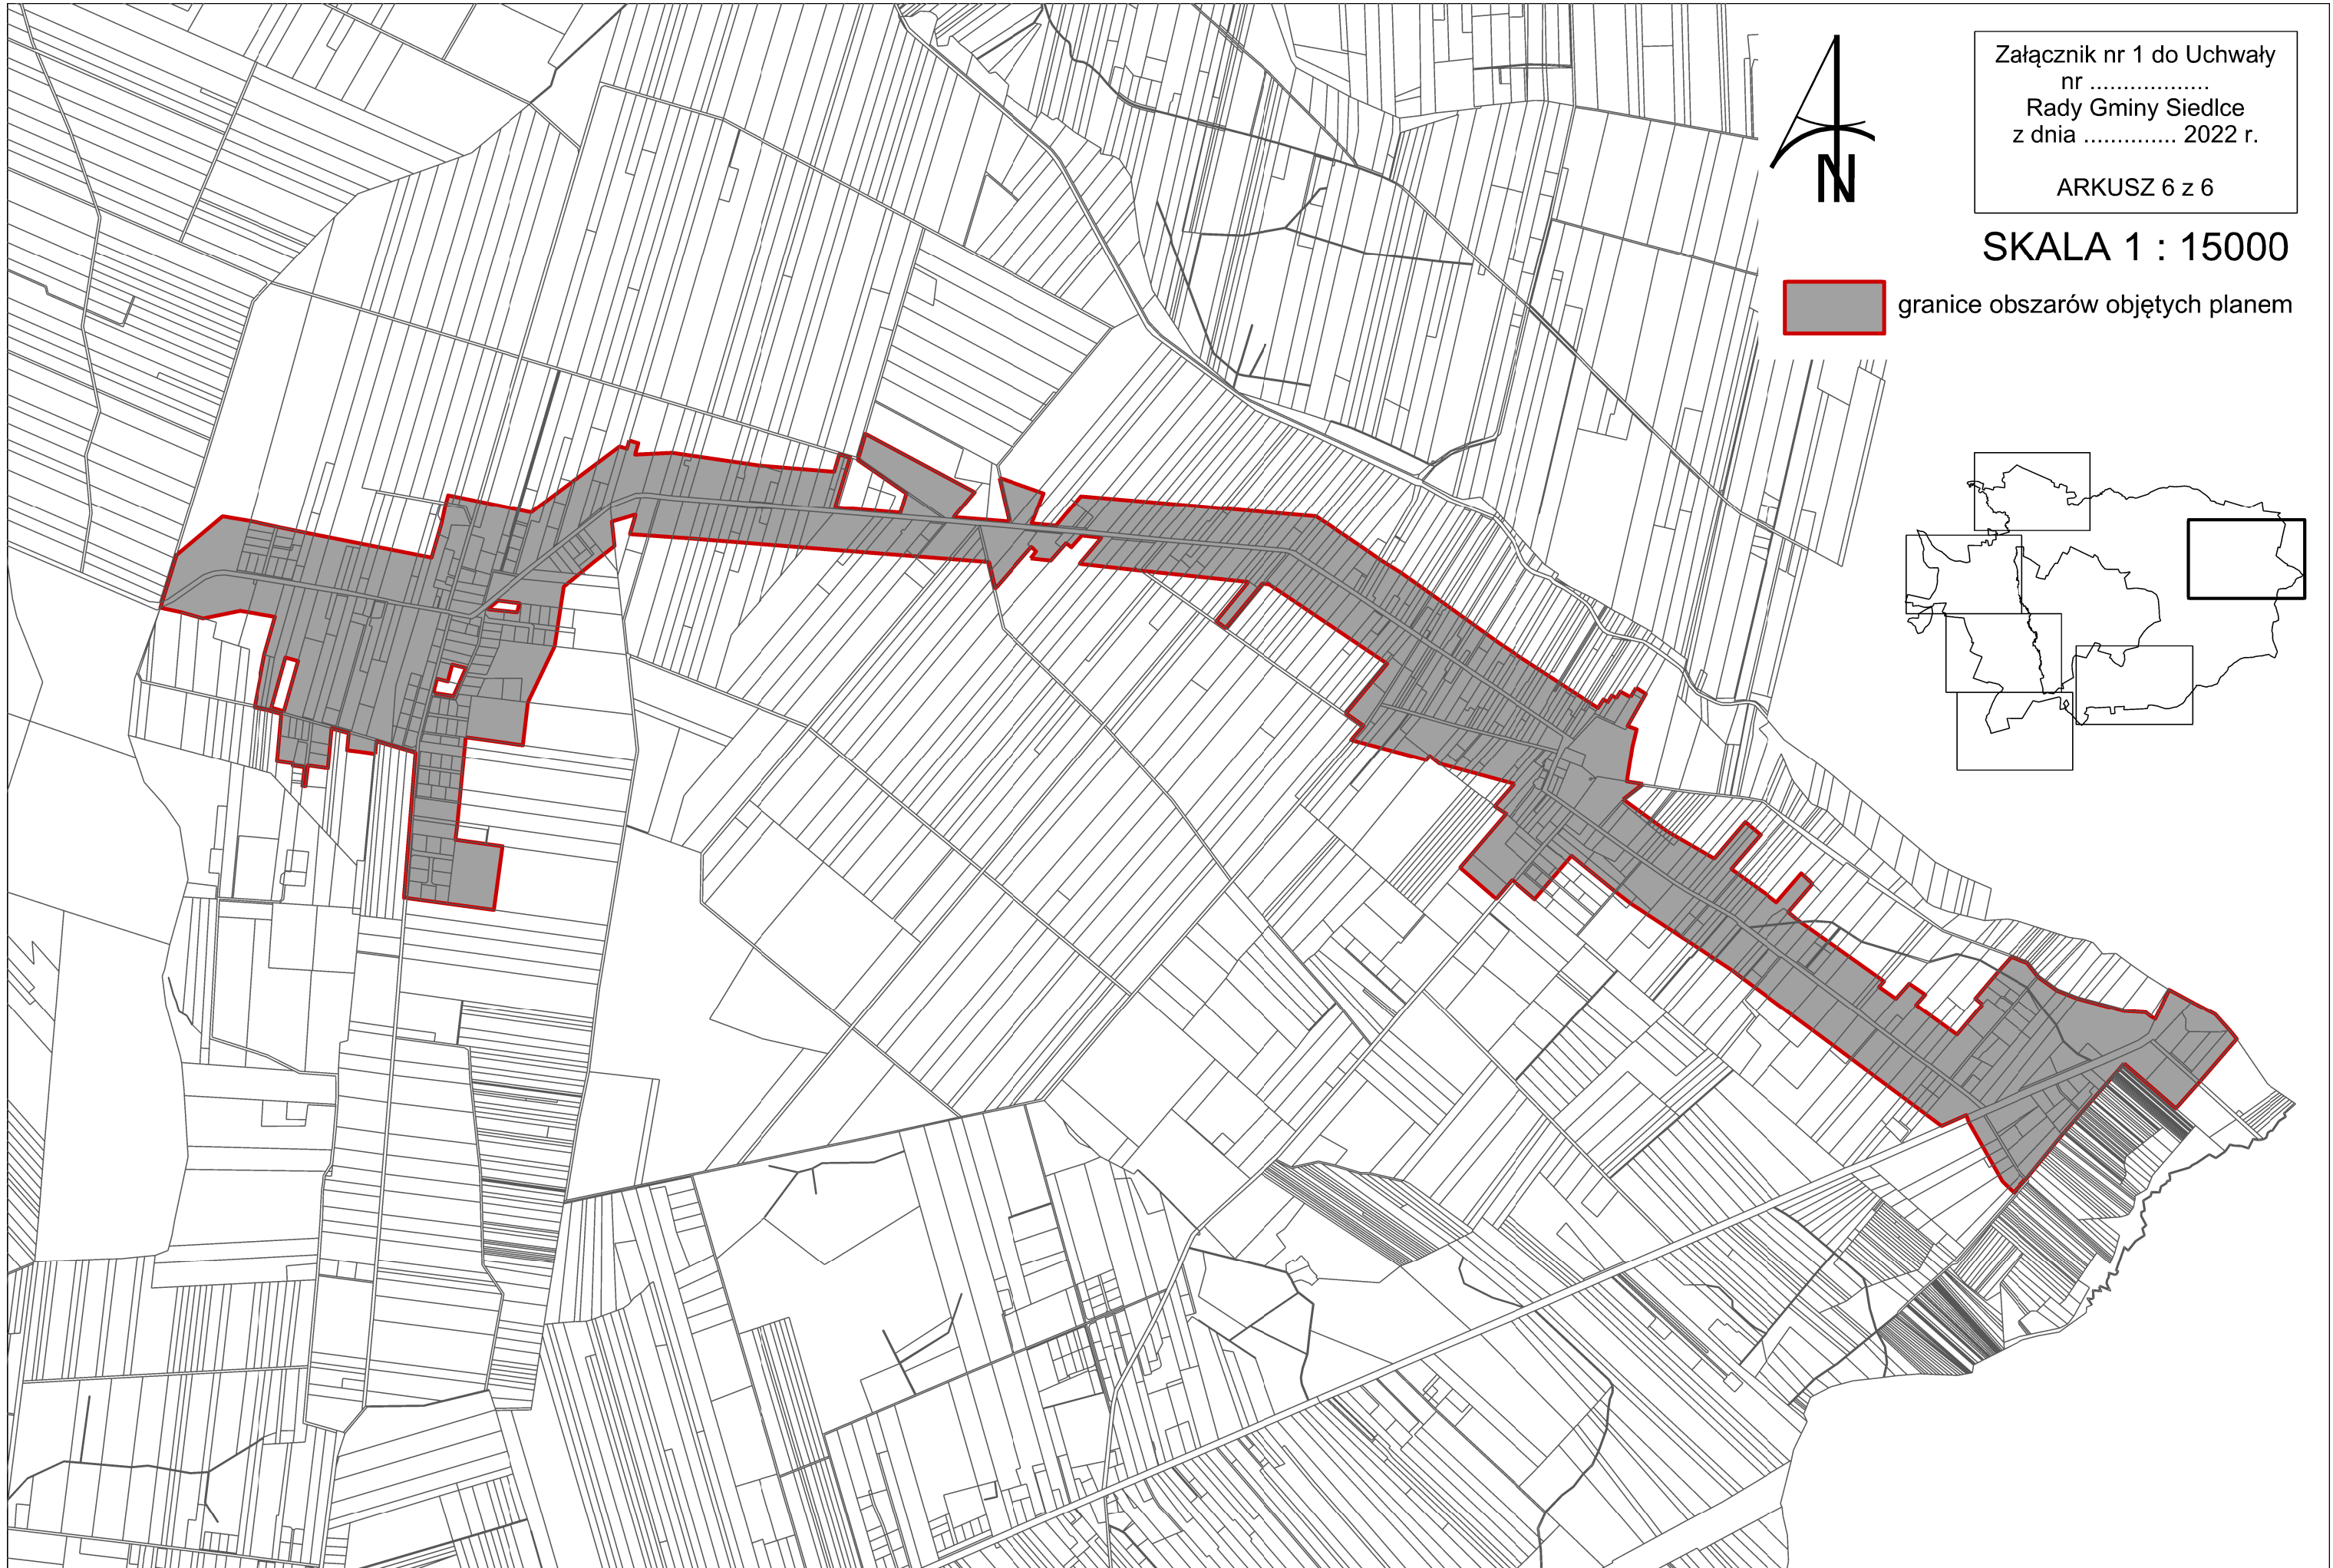 Załącznik nr 1 do Uchwały
nr ..................
Rady Gminy Siedlce
z dnia .............. 2022 r.
ARKUSZ 6 z 6
N
SKALA 1 : 15000
granice obszarów objętych planem